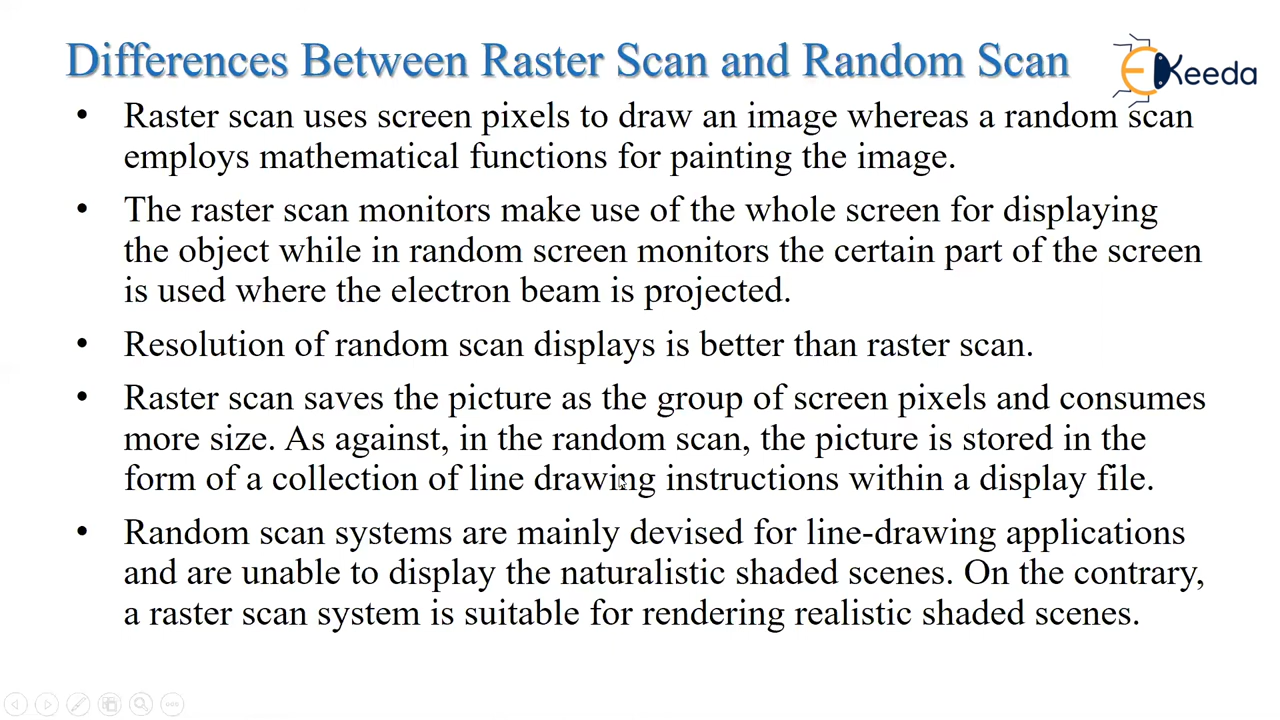 Differences Between Raster Scan and Random Scan
EKeeda
• Raster scan uses screen pixels to draw an image whereas a random scan
employs mathematical functions for painting the image.
• The raster scan monitors make use of the whole screen for displaying
the object while in random screen monitors the certain part of the screen
is used where the electron beam is projected.
• Resolution of random scan displays is better than raster scan.
• Raster scan saves the picture as the group of screen pixels and consumes
more size. As against, in the random scan, the picture is stored in the
form of a collection of line drawing instructions within a display file.
• Random scan systems are mainly devised for line-drawing applications
and are unable to display the naturalistic shaded scenes. On the contrary,
a raster scan system is suitable for rendering realistic shaded scenes.